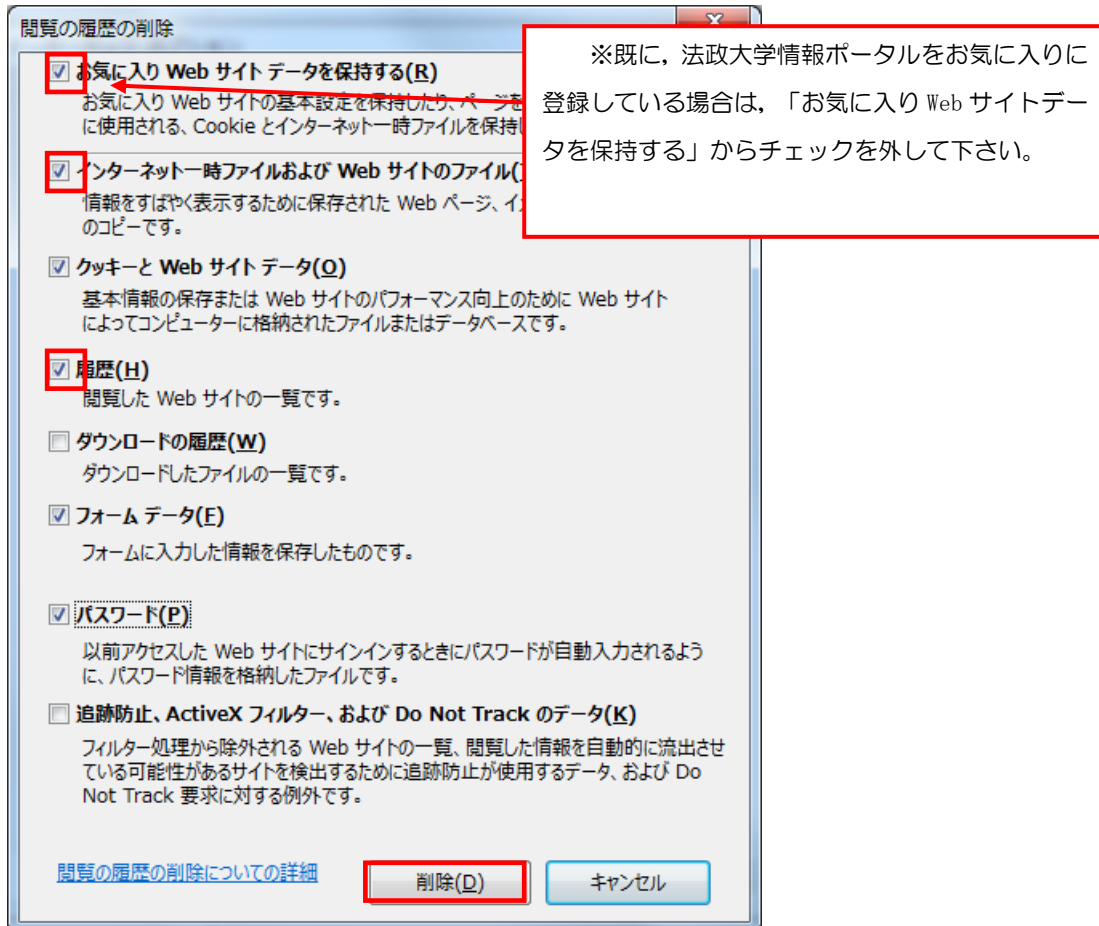 閲覧の履歴の削除
※既に，法政大学情報ポータルをお気に入りに
登録している場合は，「お気に入り Web サイトデー
タを保持する」からチェックを外して下さい。
お気に入り Web サイト データを保持する(R)
お気に入り Web サイトの基本設定を保持したり、ページを
に使用される、Cookie とインターネット一時ファイルを保持
インターネット一時ファイルおよび Web サイトのファイル(
情報をすばやく表示するために保存された Web ページ、イ
のコピーです。
クッキーと Web サイト データ(O)
基本情報の保存または Web サイトのパフォーマンス向上のために Web サイト
によってコンピューターに格納されたファイルまたはデータベースです。
履歴(H)
閲覧した Web サイトの一覧です。
ダウンロードの履歴(W)
ダウンロードしたファイルの一覧です。
フォーム データ(F)
フォームに入力した情報を保存したものです。
パスワード(P)
以前アクセスした Web サイトにサインインするときにパスワードが自動入力されるよう
に、パスワード情報を格納したファイルです。
追跡防止、ActiveX フィルター、および Do Not Track のデータ(K)
フィルター処理から除外される Web サイトの一覧、閲覧した情報を自動的に流出させ
ている可能性があるサイトを検出するために追跡防止が使用するデータ、および Do
Not Track 要求に対する例外です。
閲覧の履歴の削除についての詳細
削除(D)
キャンセル